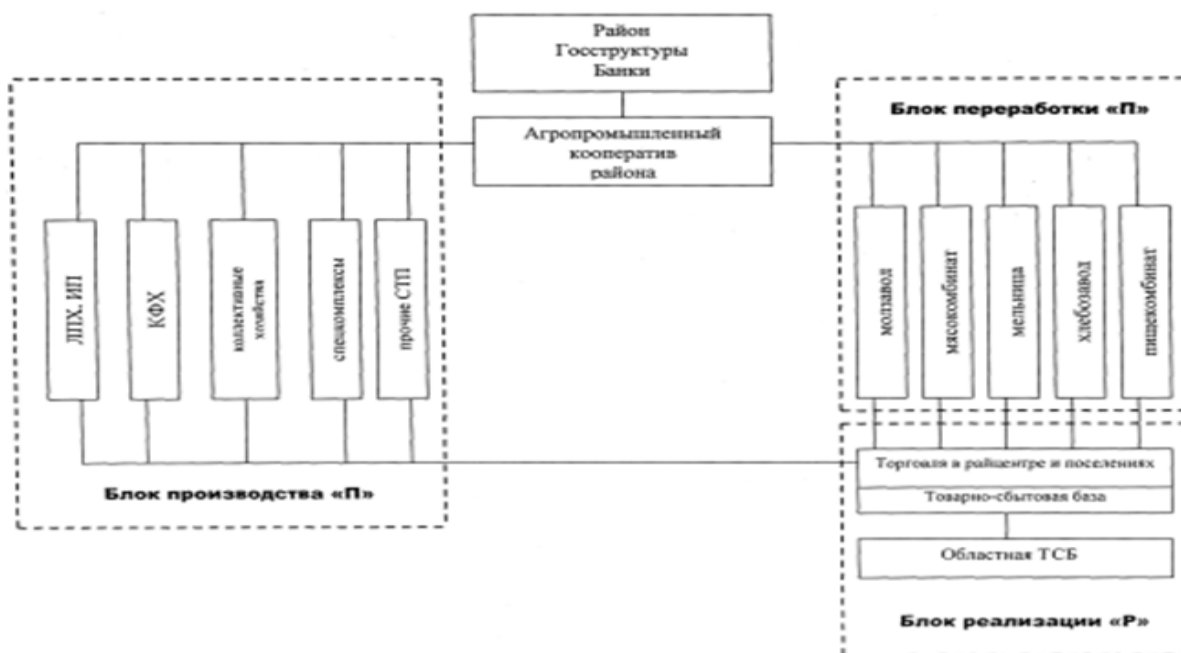 Район
Госструктуры
Банки
Агропромышленный
кооператив
района
Блок переработки «П»
ЛПХ. ИП
КФХ
коллективные
хозяйства
спецкомплексы
прочие СТП
молзавод
мясокомбинат
мельница
хлебозавод
пищекомбинат
Торговля в райцентре и поселениях
Товарно-сбытовая база
Областная ТСБ
Блок производства «П»
Блок реализации «Р»